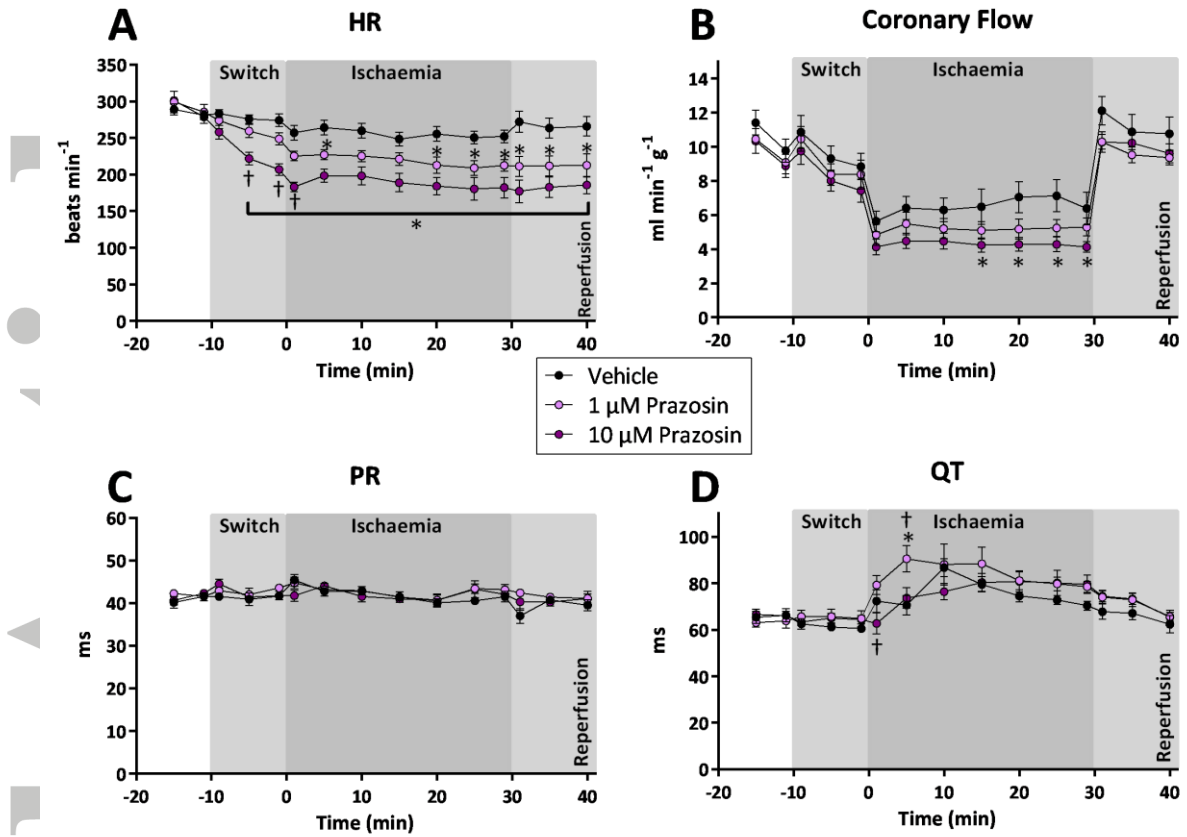 A
HR
beats min⁻¹
350
300
250
200
150
100
50
0
Switch
Ischaemia
Reperfusion
*
*
*
*
*
*
*
*
†
†
†
*
-20
-10
0
10
20
30
40
Time (min)
B
Coronary Flow
ml min⁻¹ g⁻¹
14
12
10
8
6
4
2
0
Switch
Ischaemia
Reperfusion
*
*
*
*
-20
-10
0
10
20
30
40
Time (min)
Vehicle
1 µM Prazosin
10 µM Prazosin
C
PR
ms
60
50
40
30
20
10
0
Switch
Ischaemia
Reperfusion
-20
-10
0
10
20
30
40
Time (min)
D
QT
ms
100
80
60
40
20
0
Switch
Ischaemia
Reperfusion
†
*
†
-20
-10
0
10
20
30
40
Time (min)